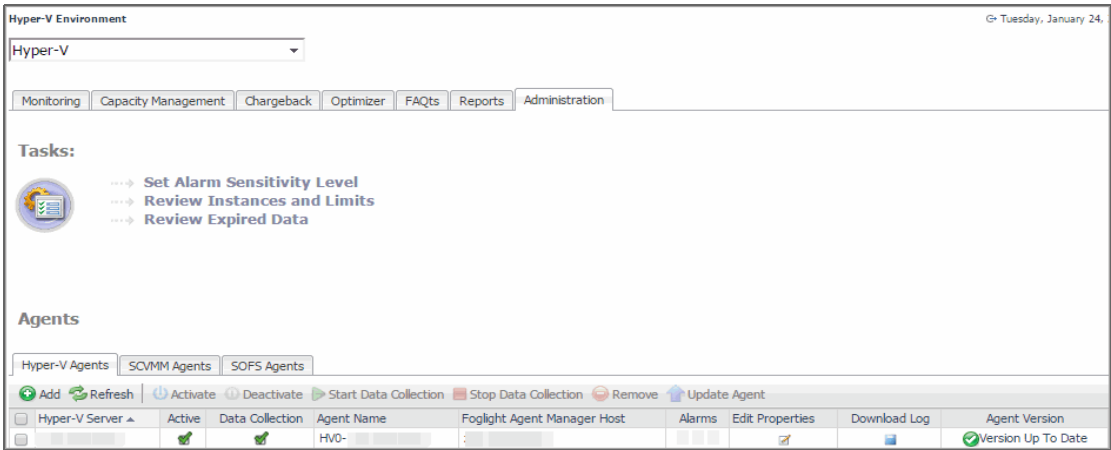 Hyper-V Environment
Tuesday, January 24,
Hyper-V
Monitoring Capacity Management Chargeback Optimizer FAQts Reports Administration
Tasks:
Set Alarm Sensitivity Level
Review Instances and Limits
Review Expired Data
Agents
Hyper-V Agents SCVMM Agents SOFS Agents
Add Refresh Activate Deactivate Start Data Collection Stop Data Collection Remove Update Agent
Hyper-V Server Active Data Collection Agent Name Foglight Agent Manager Host Alarms Edit Properties Download Log Agent Version
HV0- Version Up To Date